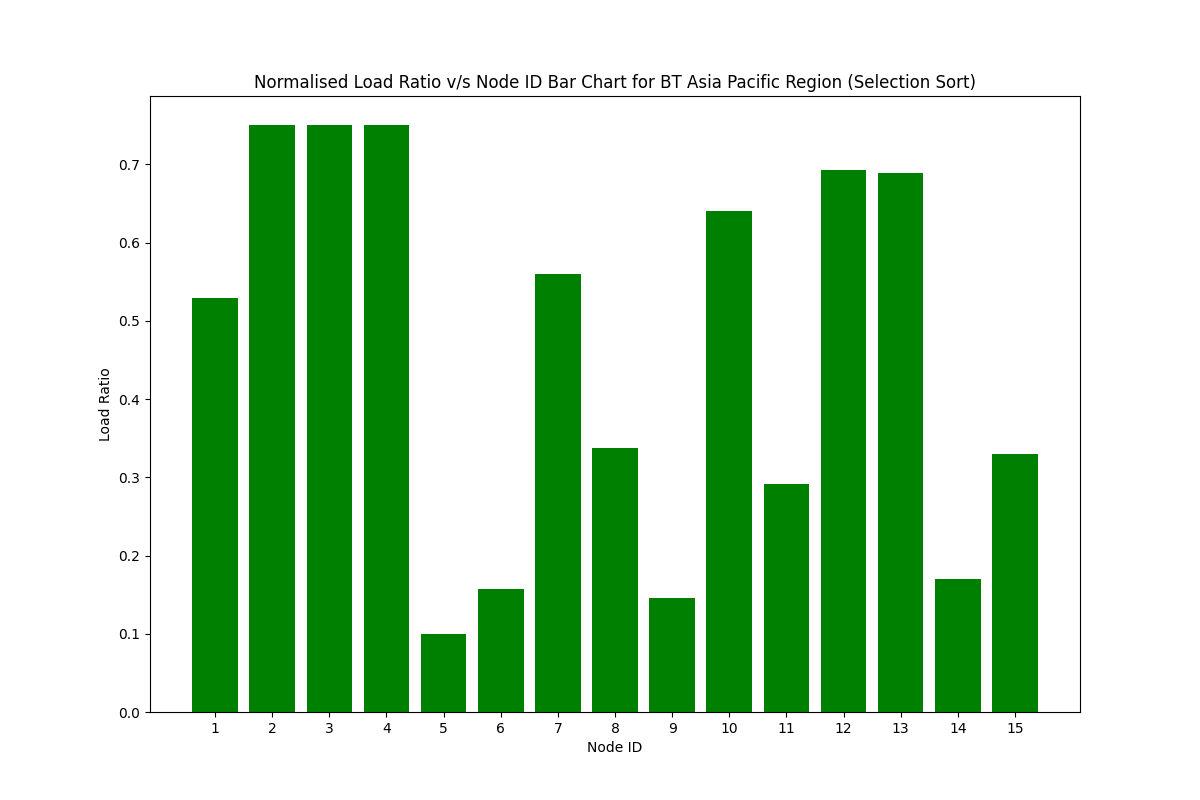 Normalised Load Ratio v/s Node ID Bar Chart for BT Asia Pacific Region (Selection Sort)
Load Ratio
0.7
0.6
0.5
0.4
0.3
0.2
0.1
0.0
1 2 3 4 5 6 7 8 9 10 11 12 13 14 15
Node ID